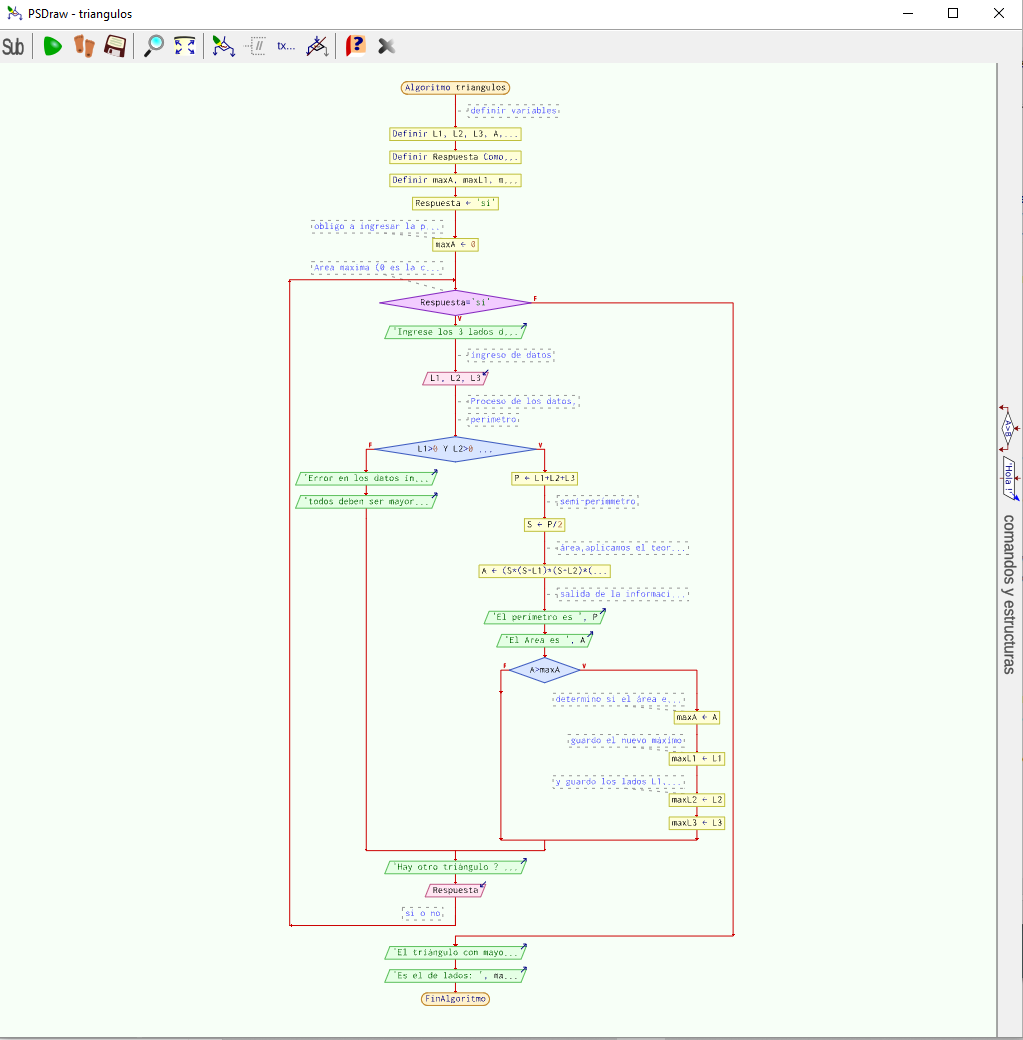 PSDraw - triangulos
Sub
tx...
Algoritmo triangulos
definir variables
Definir L1, L2, L3, A,...
Definir Respuesta Como,..
Definir maxA, maxL1, m...
Respuesta ← 'si'
obligo a ingresar la p...
maxA ← 0
Area maxima (0 es la c...
Respuesta='si'
F
V
'Ingrese los 3 lados d...
ingreso de datos
L1, L2, L3
Proceso de los datos,
perimetro
F
L1>0 Y L2>0 ...
V
'Error en los datos in...
P ← L1+L2+L3
'todos deben ser mayor...
semi-perimmetro
S ← P/2
área,aplicamos el teor...
A ← (S*(S-L1)*(S-L2)*(...
salida de la informaci...
'El perimetro es ', P
'El Area es ', A
F
A>maxA
V
determino si el área e...
maxA ← A
guardo el nuevo máximo
maxL1 ← L1
y guardo los lados L1,...
maxL2 ← L2
maxL3 ← L3
'Hay otro triángulo ? ...
Respuesta
si o no
'El triángulo con mayo...
'Es el de lados: ', ma...
FinAlgoritmo
A>B
"Hola !"
comandos y estructuras